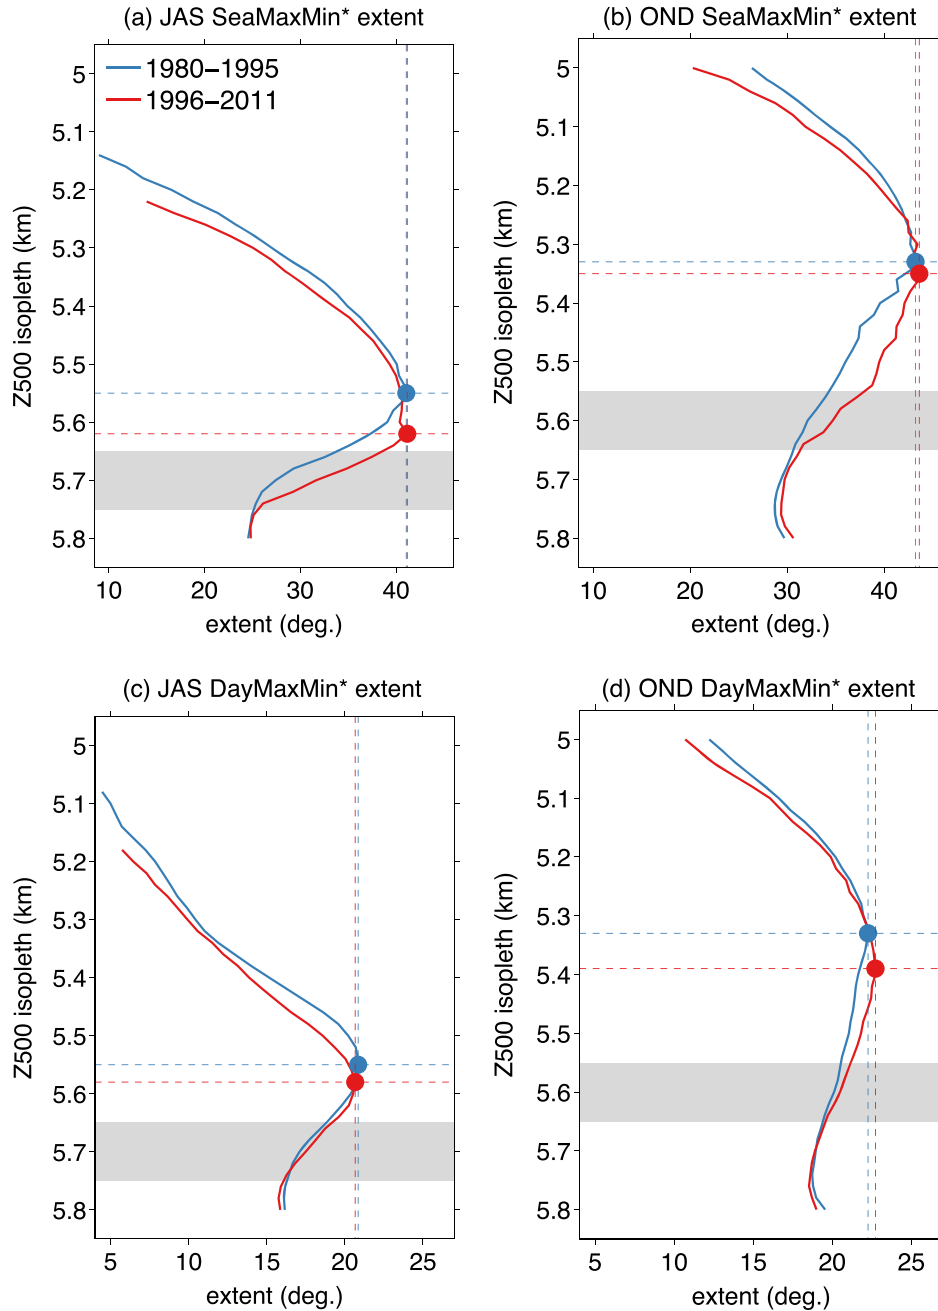 (a) JAS SeaMaxMin* extent
1980−1995
1996−2011
5
5.1
5.2
5.3
5.4
5.5
5.6
5.7
5.8
Z500 isopleth (km)
10 20 30 40
extent (deg.)
(b) OND SeaMaxMin* extent
5
5.1
5.2
5.3
5.4
5.5
5.6
5.7
5.8
Z500 isopleth (km)
10 20 30 40
extent (deg.)
(c) JAS DayMaxMin* extent
5
5.1
5.2
5.3
5.4
5.5
5.6
5.7
5.8
Z500 isopleth (km)
5 10 15 20 25
extent (deg.)
(d) OND DayMaxMin* extent
5
5.1
5.2
5.3
5.4
5.5
5.6
5.7
5.8
Z500 isopleth (km)
5 10 15 20 25
extent (deg.)